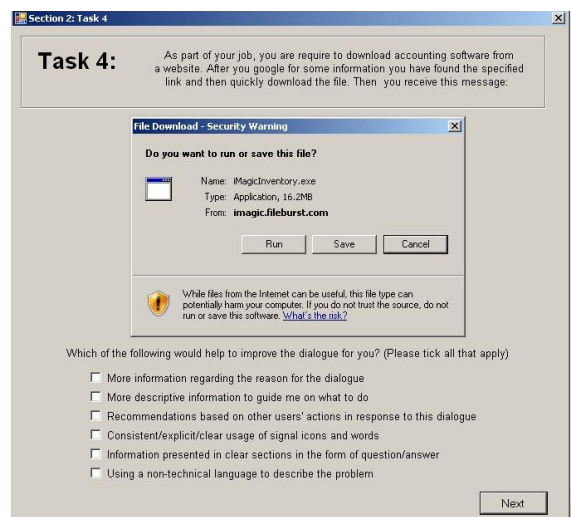 Section 2: Task 4
Task 4:
As part of your job, you are require to download accounting software from
a website. After you google for some information you have found the specified
link and then quickly download the file. Then you receive this message:
File Download - Security Warning
Do you want to run or save this file?
Name: iMagicInventory.exe
Type: Application, 16.2MB
From: imagic.fileburst.com
Run Save Cancel
While files from the Internet can be useful, this file type can
potentially harm your computer. If you do not trust the source, do not
run or save this software. What's the risk?
Which of the following would help to improve the dialogue for you? (Please tick all that apply)
More information regarding the reason for the dialogue
More descriptive information to guide me on what to do
Recommendations based on other users' actions in response to this dialogue
Consistent/explicit/clear usage of signal icons and words
Information presented in clear sections in the form of question/answer
Using a non-technical language to describe the problem
Next